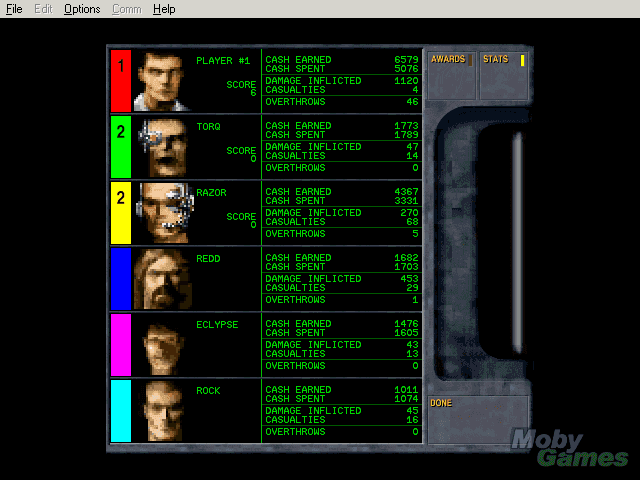 File Edit Options Comm Help
1 PLAYER #1
SCORE
6
CASH EARNED 6579
CASH SPENT 5076
DAMAGE INFLICTED 1120
CASUALTIES 4
OVERTHROWS 46
AWARDS STATS
2 TORQ
SCORE
0
CASH EARNED 1773
CASH SPENT 1789
DAMAGE INFLICTED 47
CASUALTIES 14
OVERTHROWS 0
2 RAZOR
SCORE
0
CASH EARNED 4367
CASH SPENT 3331
DAMAGE INFLICTED 270
CASUALTIES 68
OVERTHROWS 5
REDD
CASH EARNED 1682
CASH SPENT 1703
DAMAGE INFLICTED 453
CASUALTIES 29
OVERTHROWS 1
ECLYPSE
CASH EARNED 1476
CASH SPENT 1605
DAMAGE INFLICTED 43
CASUALTIES 13
OVERTHROWS 0
ROCK
CASH EARNED 1011
CASH SPENT 1074
DAMAGE INFLICTED 45
CASUALTIES 16
OVERTHROWS 0
DONE
Moby
Games